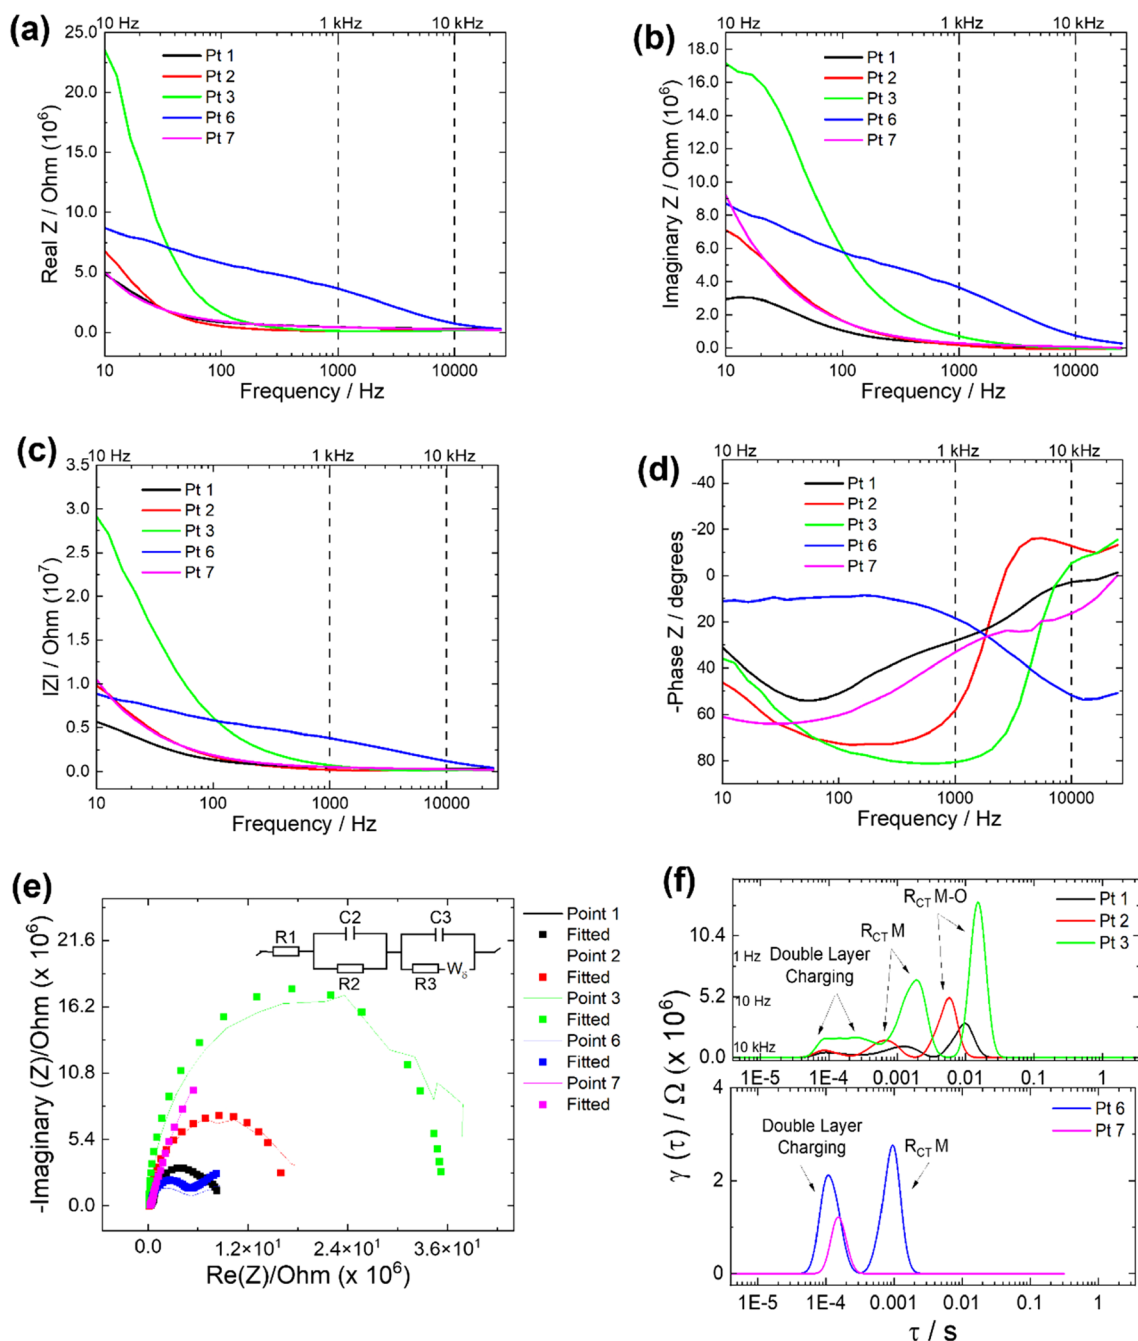 (a)
10 Hz 1 kHz 10 kHz
25.0
20.0
15.0
10.0
5.0
0.0
Real Z / Ohm (10⁶)
Pt 1
Pt 2
Pt 3
Pt 6
Pt 7
10 100 1000 10000
Frequency / Hz
(b)
10 Hz 1 kHz 10 kHz
18.0
16.0
14.0
12.0
10.0
8.0
6.0
4.0
2.0
0.0
Imaginary Z / Ohm (10⁶)
Pt 1
Pt 2
Pt 3
Pt 6
Pt 7
10 100 1000 10000
Frequency / Hz
(c)
10 Hz 1 kHz 10 kHz
3.5
3.0
2.5
2.0
1.5
1.0
0.5
0.0
|Z| / Ohm (10⁷)
Pt 1
Pt 2
Pt 3
Pt 6
Pt 7
10 100 1000 10000
Frequency / Hz
(d)
10 Hz 1 kHz 10 kHz
-40
-20
0
20
40
60
80
-Phase Z / degrees
Pt 1
Pt 2
Pt 3
Pt 6
Pt 7
10 100 1000 10000
Frequency / Hz
(e)
21.6
16.2
10.8
5.4
0.0
-Imaginary (Z)/Ohm (x 10⁶)
R1 C2 R2 C3 R3 W_δ
Point 1
Fitted
Point 2
Fitted
Point 3
Fitted
Point 6
Fitted
Point 7
Fitted
0.0 1.2×10¹ 2.4×10¹ 3.6×10¹
Re(Z)/Ohm (x 10⁶)
(f)
10.4
5.2
0.0
1 Hz
10 Hz
10 kHz
Double Layer
Charging
R_CT M
R_CT M-O
Pt 1
Pt 2
Pt 3
1E-5 1E-4 0.001 0.01 0.1 1
γ (τ) / Ω (x 10⁶)
4
2
0
Double Layer
Charging
R_CT M
Pt 6
Pt 7
1E-5 1E-4 0.001 0.01 0.1 1
τ / s